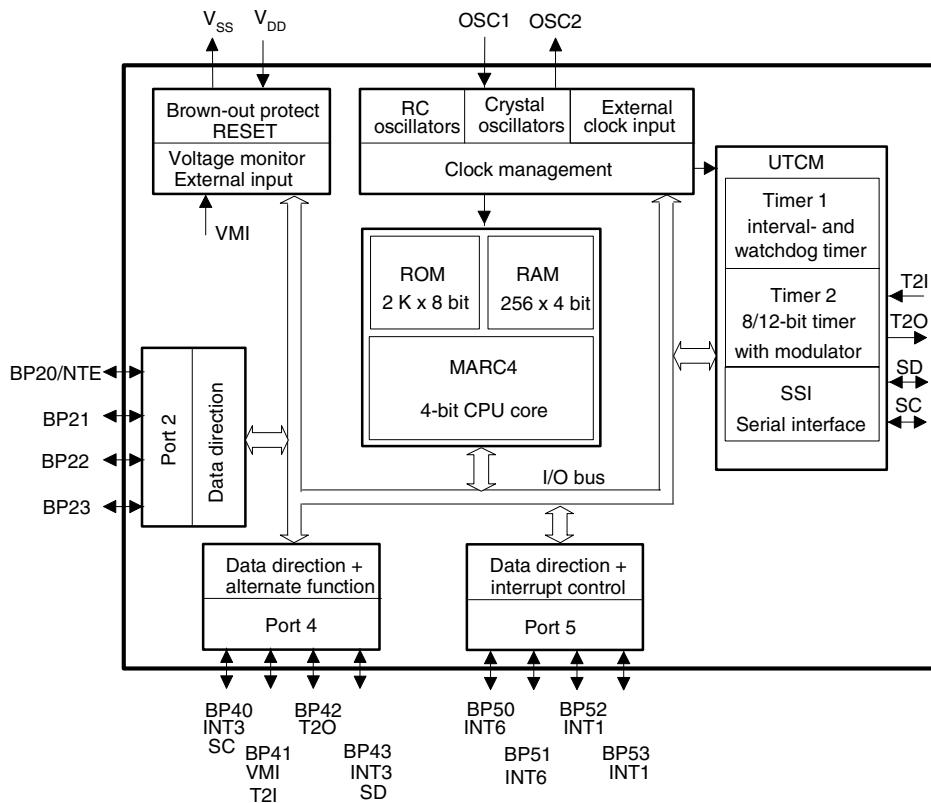 VSS
VDD
OSC1
OSC2
Brown-out protect
RESET
Voltage monitor
External input
VMI
RC
oscillators
Crystal
oscillators
External
clock input
Clock management
UTCM
Timer 1
interval- and
watchdog timer
Timer 2
8/12-bit timer
with modulator
SSI
Serial interface
T2I
T2O
SD
SC
ROM
2 K x 8 bit
RAM
256 x 4 bit
MARC4
4-bit CPU core
I/O bus
BP20/NTE
BP21
BP22
BP23
Port 2
Data direction
Data direction +
alternate function
Port 4
Data direction +
interrupt control
Port 5
BP40
INT3
SC
BP41
VMI
T2I
BP42
T2O
BP43
INT3
SD
BP50
INT6
BP51
INT6
BP52
INT1
BP53
INT1